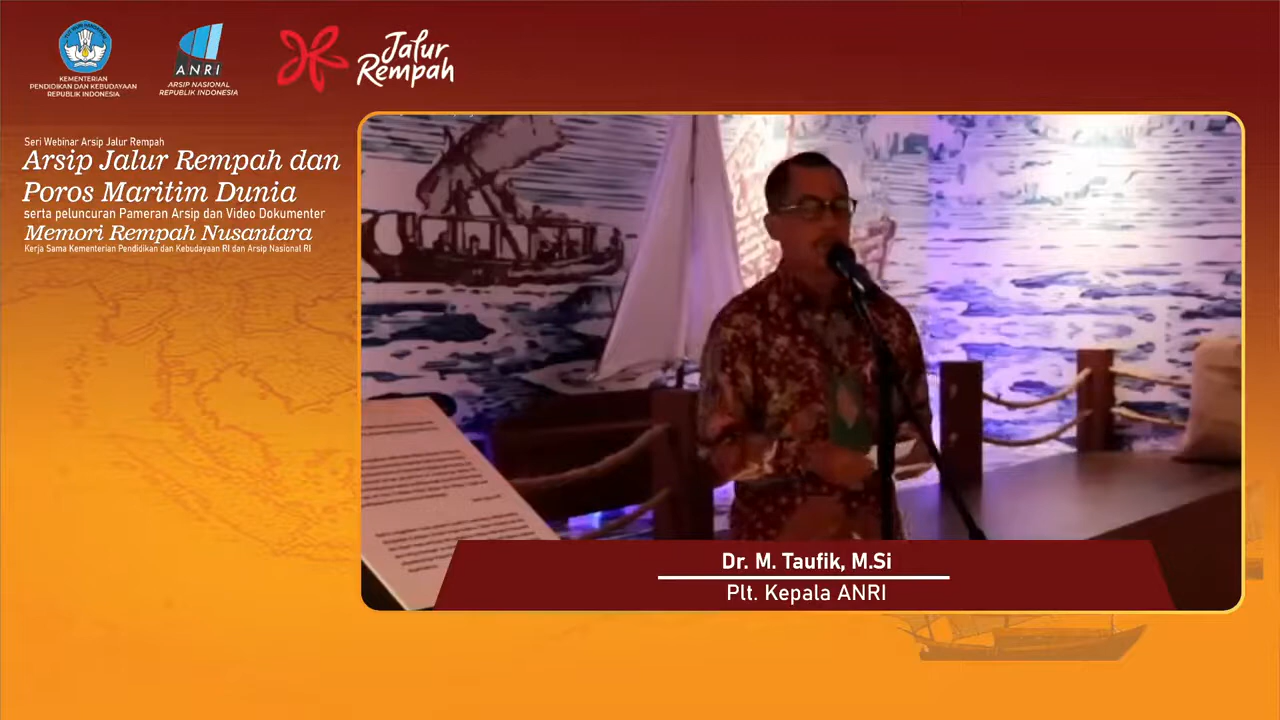 KEMENTERIAN
PENDIDIKAN DAN KEBUDAYAAN
REPUBLIK INDONESIA
ANRI
ARSIP NASIONAL
REPUBLIK INDONESIA
Jalur
Rempah
Seri Webinar Arsip Jalur Rempah
Arsip Jalur Rempah dan
Poros Maritim Dunia
serta peluncuran Pameran Arsip dan Video Dokumenter
Memori Rempah Nusantara
Kerja Sama Kementerian Pendidikan dan Kebudayaan RI dan Arsip Nasional RI
Dr. M. Taufik, M.Si
Plt. Kepala ANRI